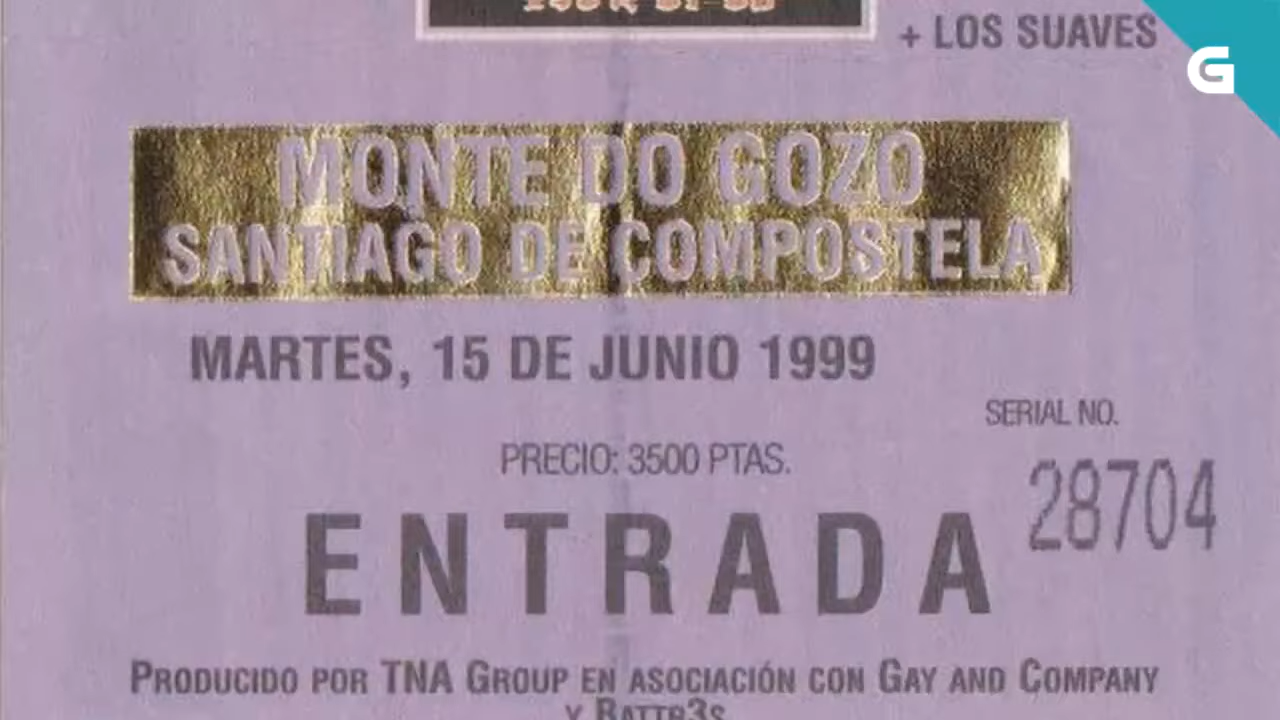 + LOS SUAVES
G
MONTE DO GOZO
SANTIAGO DE COMPOSTELA
MARTES, 15 DE JUNIO 1999
SERIAL NO.
PRECIO: 3500 PTAS.
28704
ENTRADA
PRODUCIDO POR TNA GROUP EN ASOCIACIÓN CON GAY AND COMPANY
Y BATTR3S